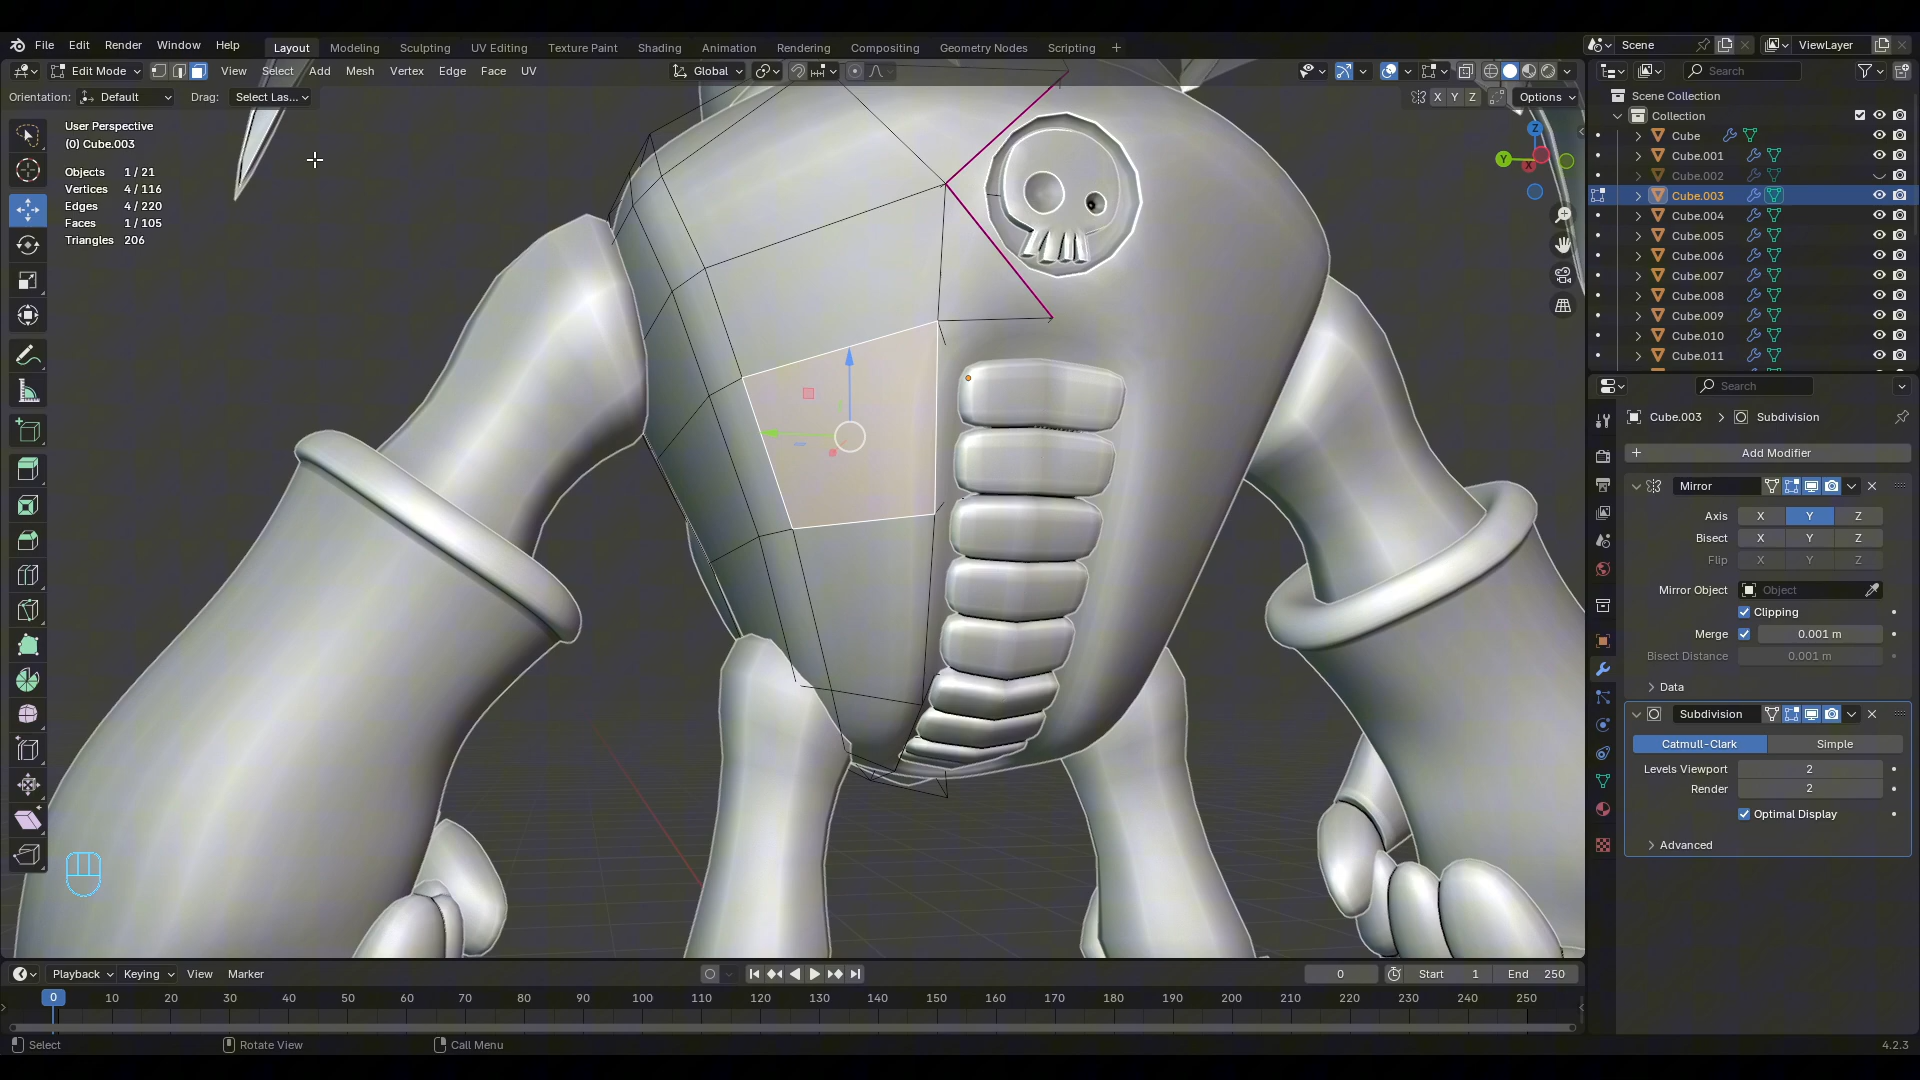 File Edit Render Window Help Layout Modeling Sculpting UV Editing Texture Paint Shading Animation Rendering Compositing Geometry Nodes Scripting + Scene ViewLayer
Edit Mode View Select Add Mesh Vertex Edge Face UV Global Search
Orientation: Default Drag: Select Las... X Y Z Options
Scene Collection
Collection
User Perspective
(0) Cube.003
Objects 1 / 21
Vertices 4 / 116
Edges 4 / 220
Faces 1 / 105
Triangles 206
Z
Y
X
Cube
Cube.001
Cube.002
Cube.003
Cube.004
Cube.005
Cube.006
Cube.007
Cube.008
Cube.009
Cube.010
Cube.011
Search
Cube.003 Subdivision
+ Add Modifier
Mirror
Axis X Y Z
Bisect X Y Z
Flip X Y Z
Mirror Object Object
Clipping
Merge 0.001 m
Bisect Distance 0.001 m
Data
Subdivision
Catmull-Clark Simple
Levels Viewport 2
Render 2
Optimal Display
Advanced
Playback Keying View Marker 0 Start 1 End 250
0 10 20 30 40 50 60 70 80 90 100 110 120 130 140 150 160 170 180 190 200 210 220 230 240 250
Select Rotate View Call Menu 4.2.3